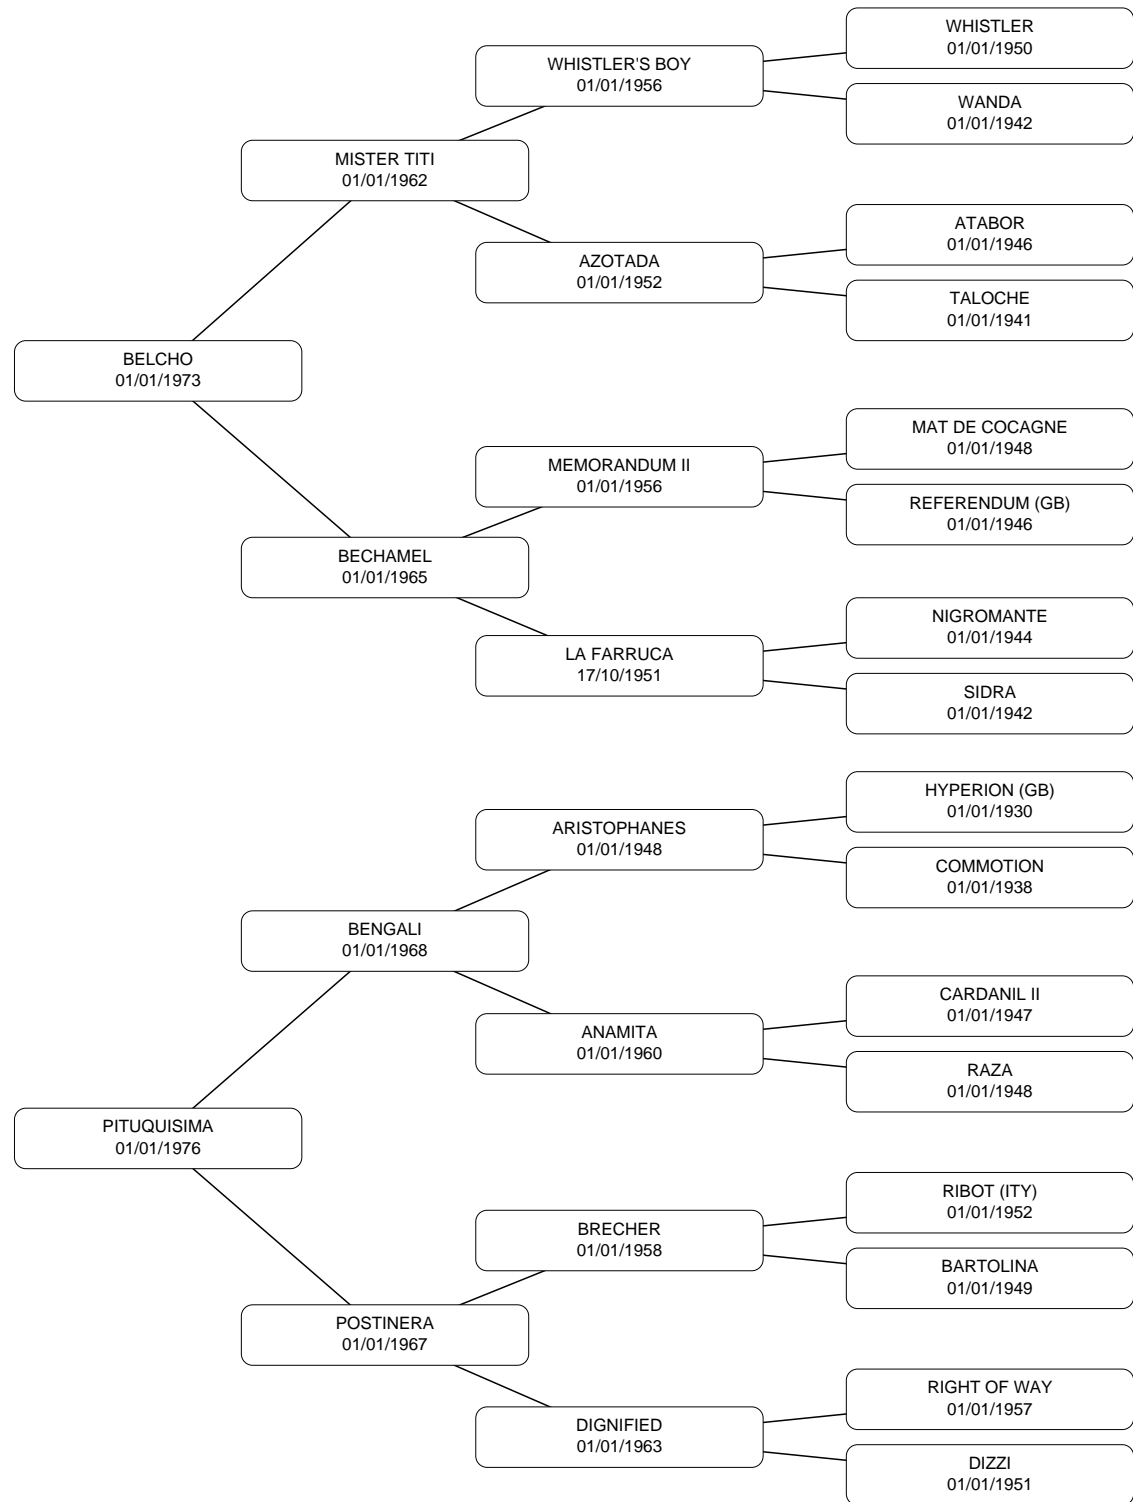 WHISTLER
01/01/1950
WHISTLER'S BOY
01/01/1956
WANDA
01/01/1942
MISTER TITI
01/01/1962
ATABOR
01/01/1946
AZOTADA
01/01/1952
TALOCHE
01/01/1941
BELCHO
01/01/1973
MAT DE COCAGNE
01/01/1948
MEMORANDUM II
01/01/1956
REFERENDUM (GB)
01/01/1946
BECHAMEL
01/01/1965
NIGROMANTE
01/01/1944
LA FARRUCA
17/10/1951
SIDRA
01/01/1942
HYPERION (GB)
01/01/1930
ARISTOPHANES
01/01/1948
COMMOTION
01/01/1938
BENGALI
01/01/1968
CARDANIL II
01/01/1947
ANAMITA
01/01/1960
RAZA
01/01/1948
PITUQUISIMA
01/01/1976
RIBOT (ITY)
01/01/1952
BRECHER
01/01/1958
BARTOLINA
01/01/1949
POSTINERA
01/01/1967
RIGHT OF WAY
01/01/1957
DIGNIFIED
01/01/1963
DIZZI
01/01/1951